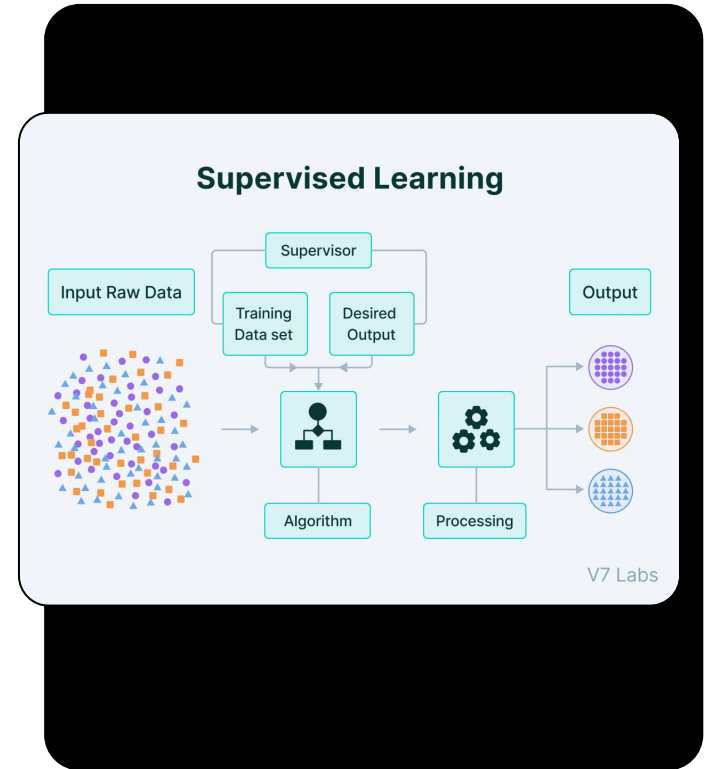 Supervised Learning
Supervisor
Input Raw Data
Training
Data set
Desired
Output
Output
Algorithm
Processing
V7 Labs